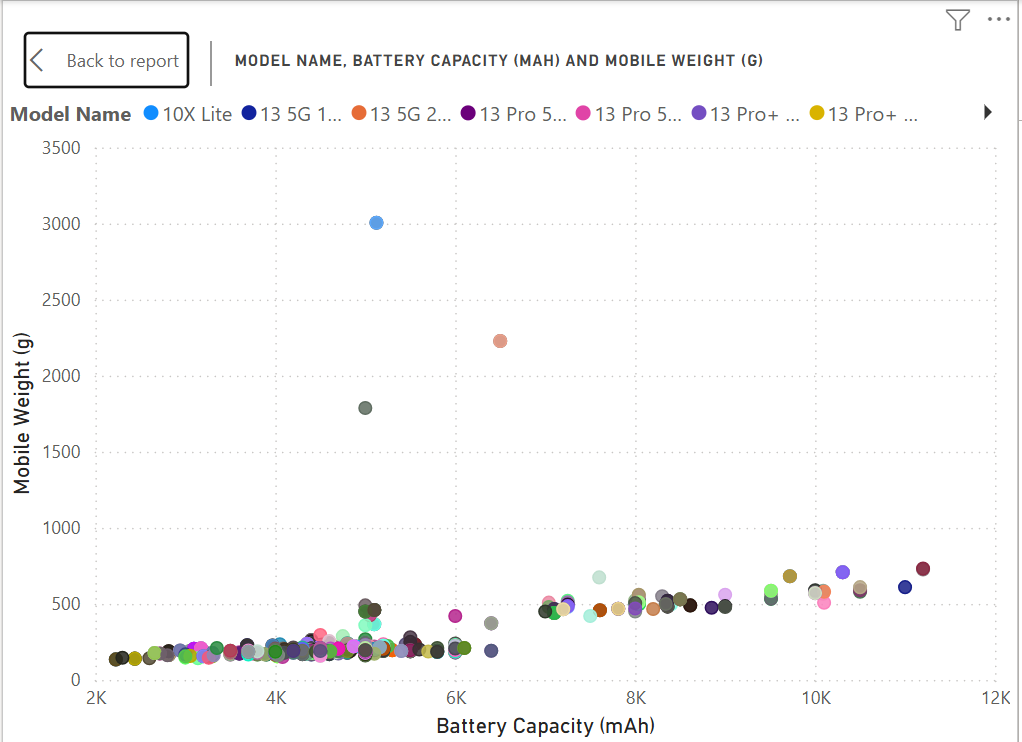 Back to report
MODEL NAME, BATTERY CAPACITY (MAH) AND MOBILE WEIGHT (G)
Model Name 10X Lite 13 5G 1... 13 5G 2... 13 Pro 5... 13 Pro 5... 13 Pro+ ... 13 Pro+ ...
3500
3000
2500
2000
1500
1000
500
0
Mobile Weight (g)
2K 4K 6K 8K 10K 12K
Battery Capacity (mAh)